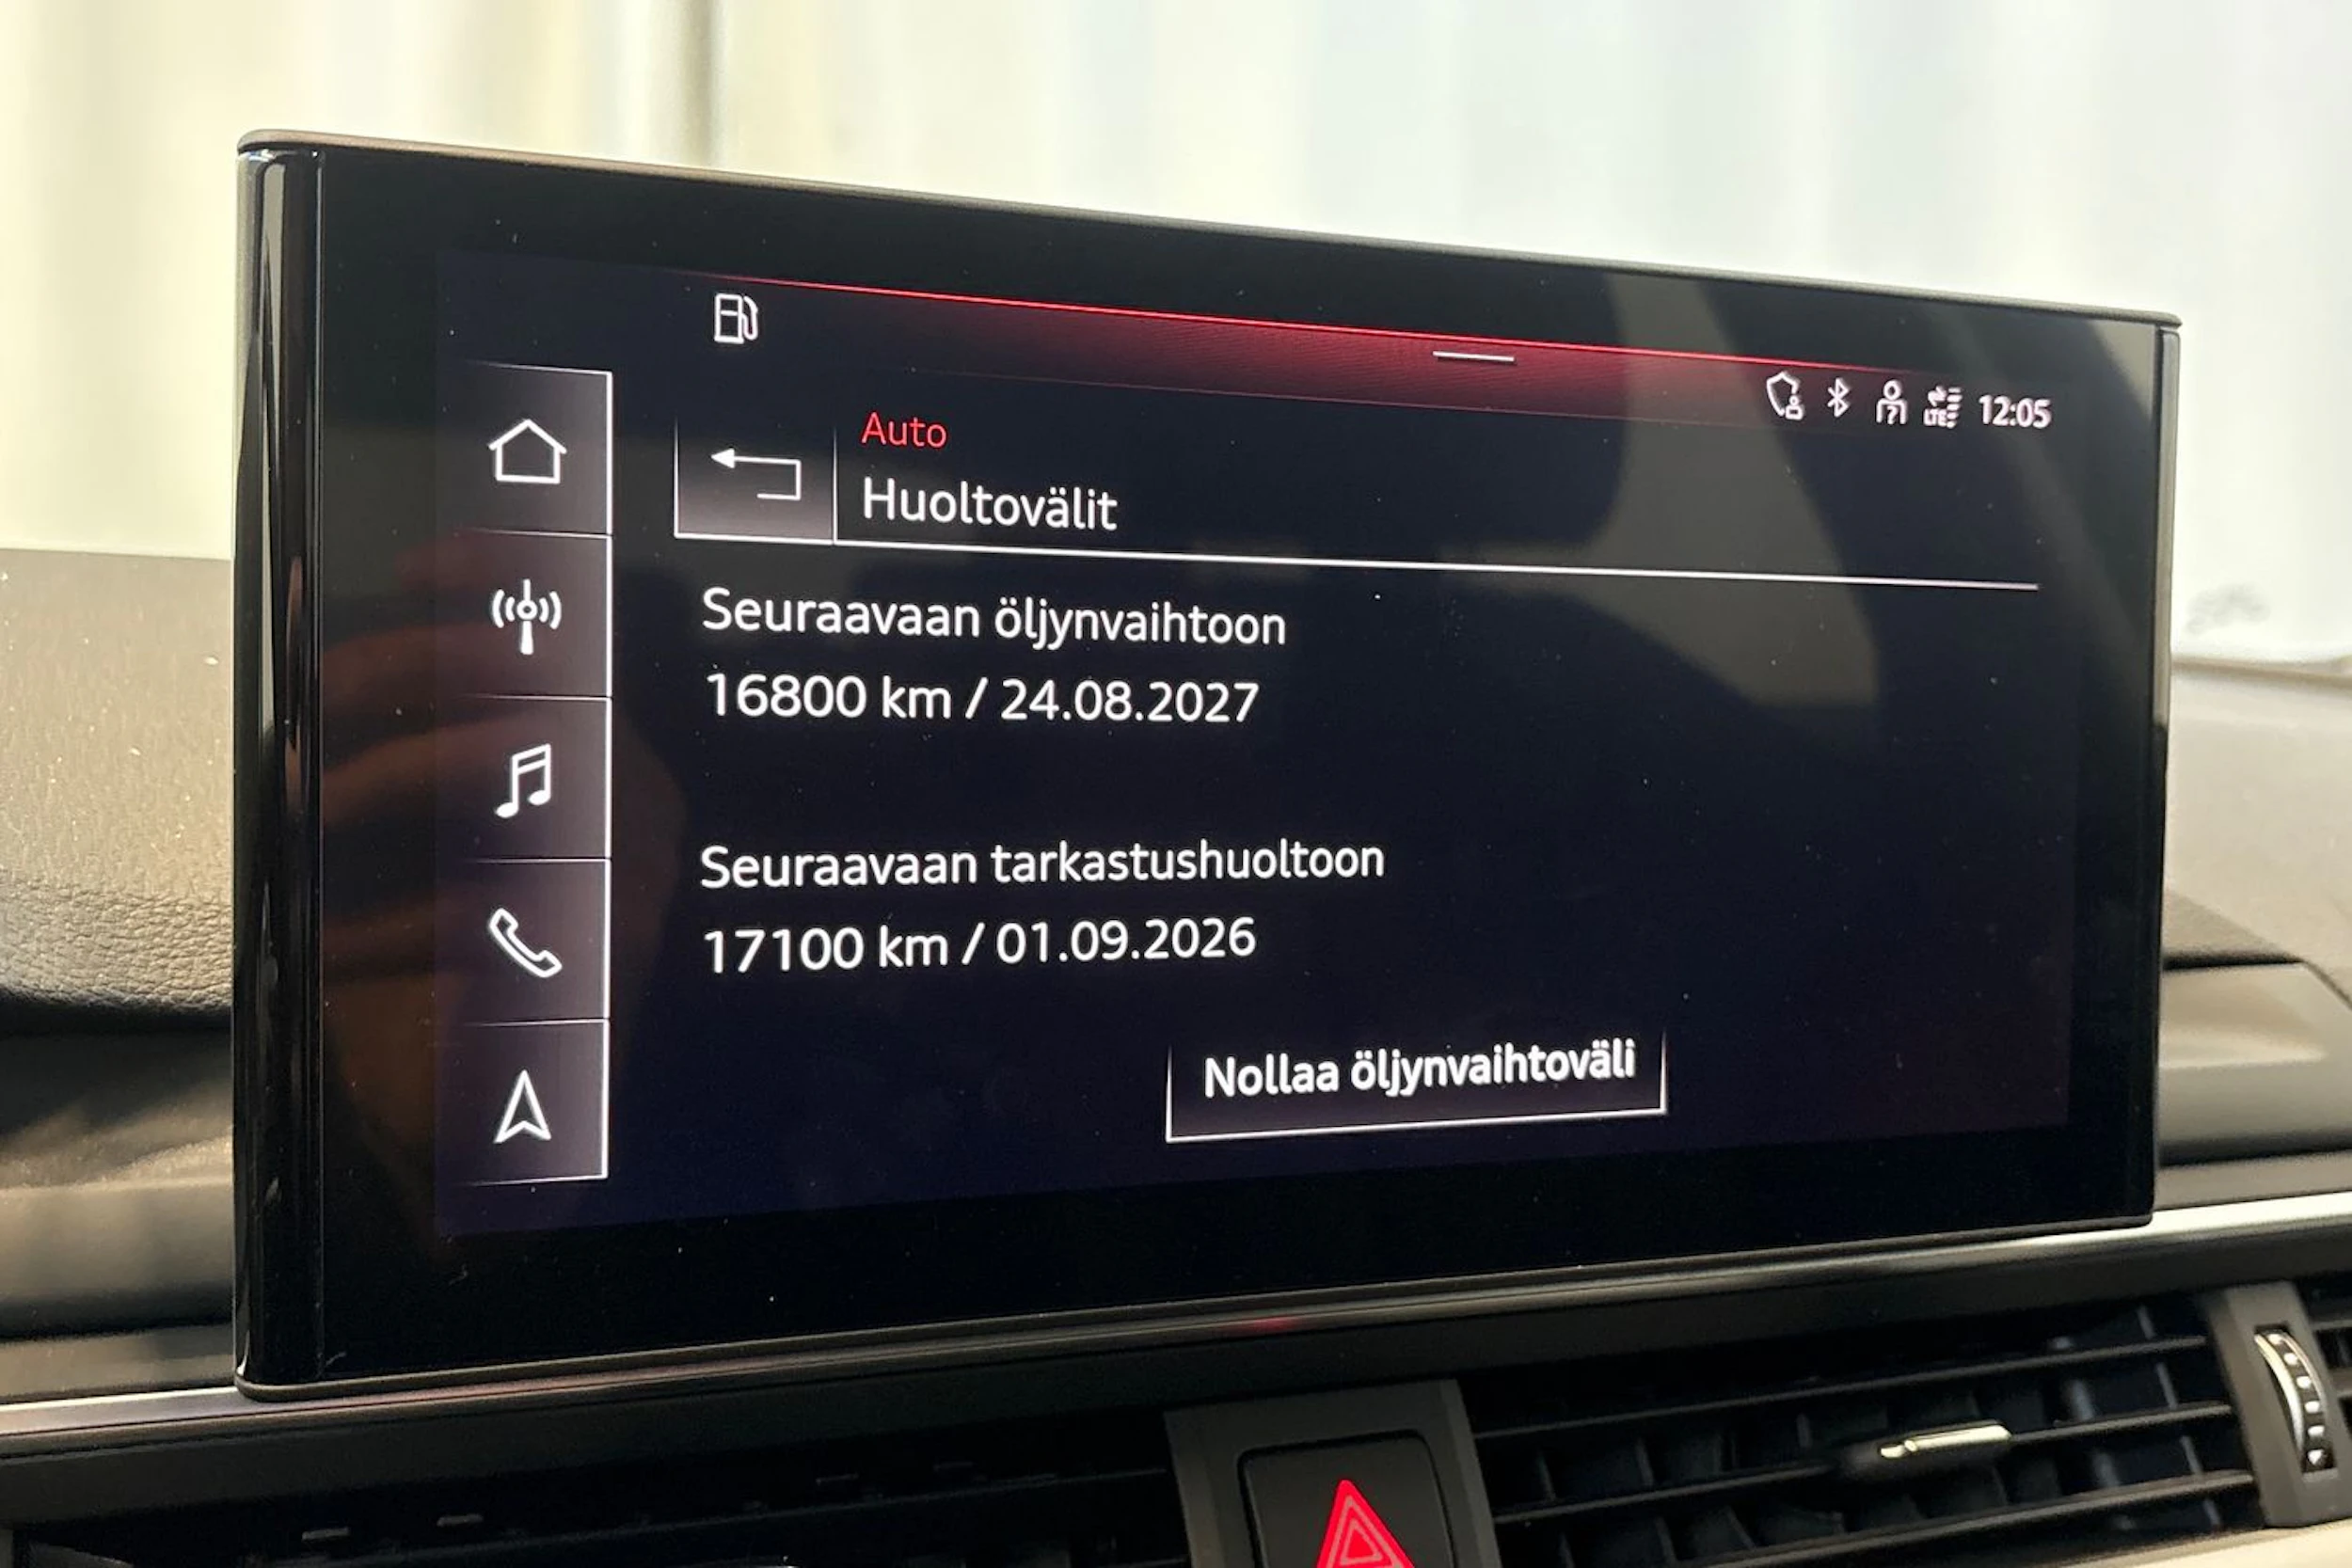 LTE 12:05
Auto
Huoltovälit
Seuraavaan öljynvaihtoon
16800 km / 24.08.2027
Seuraavaan tarkastushuoltoon
17100 km / 01.09.2026
Nollaa öljynvaihtoväli